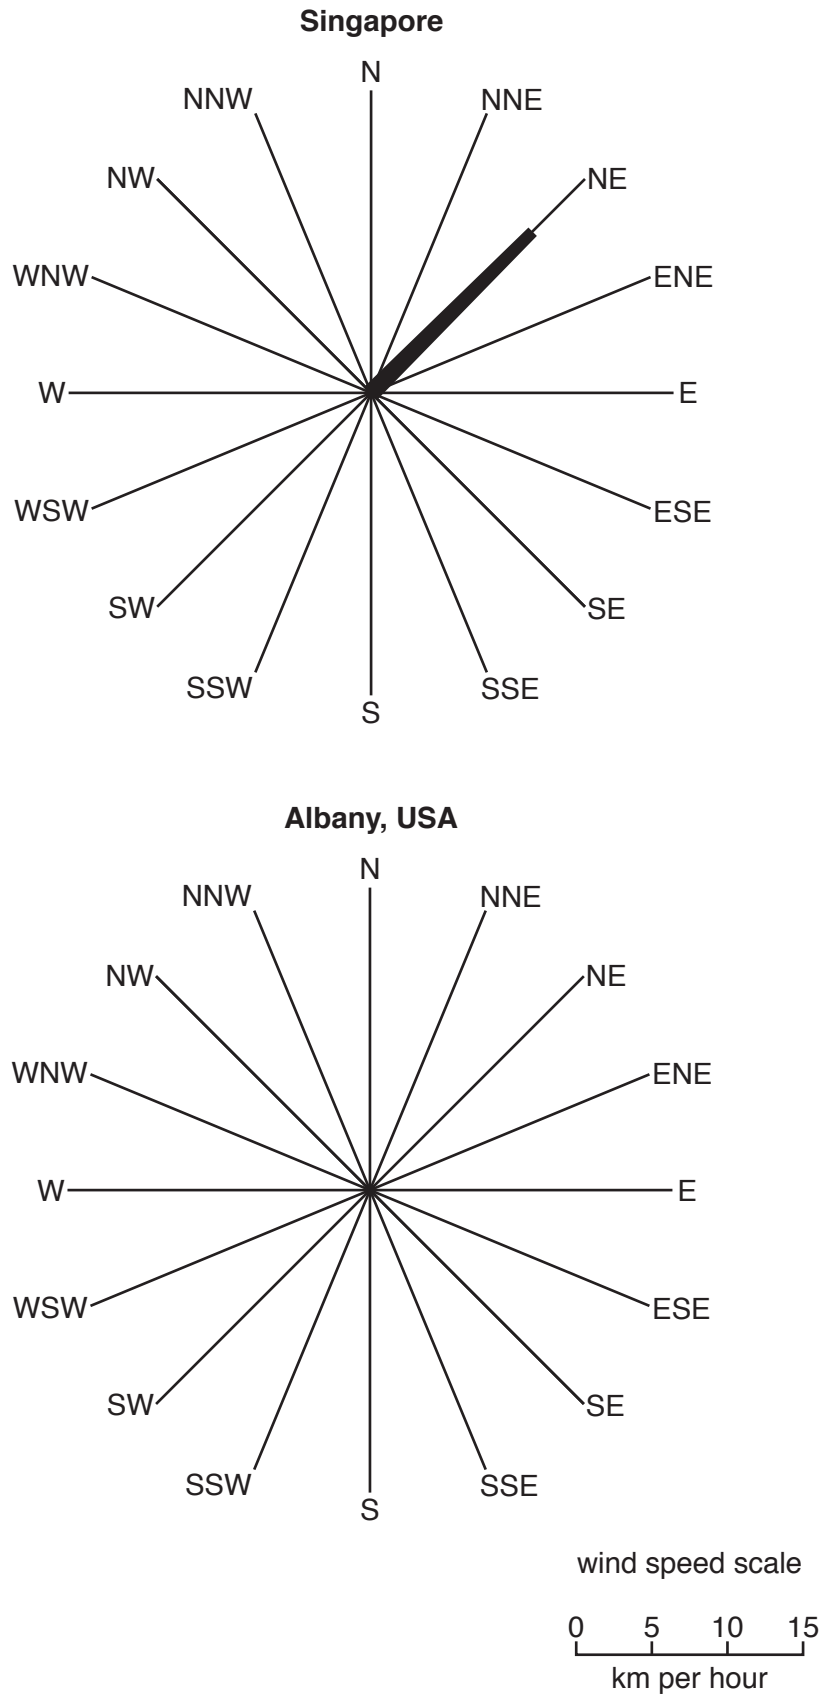 Singapore
N
NNW
NNE
NW
NE
WNW
ENE
W
E
WSW
ESE
SW
SE
SSW
SSE
S
Albany, USA
N
NNW
NNE
NW
NE
WNW
ENE
W
E
WSW
ESE
SW
SE
SSW
SSE
S
wind speed scale
0 5 10 15
km per hour